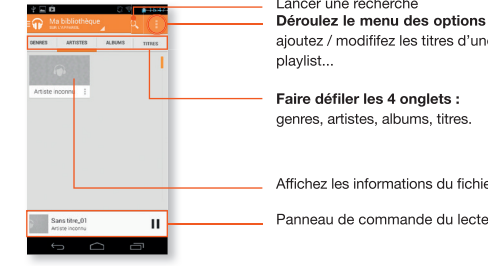 Lancer une recherche
Déroulez le menu des options
ajoutez / modififez les titres d'une
playlist...
Faire défiler les 4 onglets :
genres, artistes, albums, titres.
Affichez les informations du fichie
Panneau de commande du lecte
Ma bibliothèque
GENRES ARTISTES ALBUMS TITRES
Artiste inconnu
Sans titre_01
Artiste inconnu